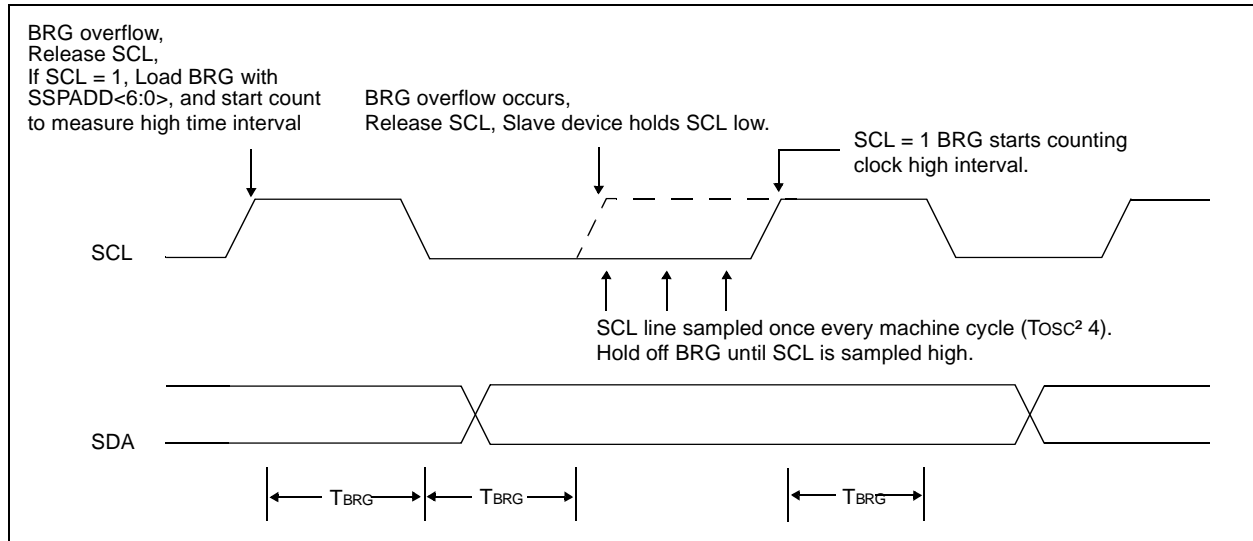 BRG overflow,
Release SCL,
If SCL = 1, Load BRG with
SSPADD<6:0>, and start count
to measure high time interval
BRG overflow occurs,
Release SCL, Slave device holds SCL low.
SCL = 1 BRG starts counting
clock high interval.
SCL
SCL line sampled once every machine cycle (TOSC² 4).
Hold off BRG until SCL is sampled high.
SDA
TBRG
TBRG
TBRG